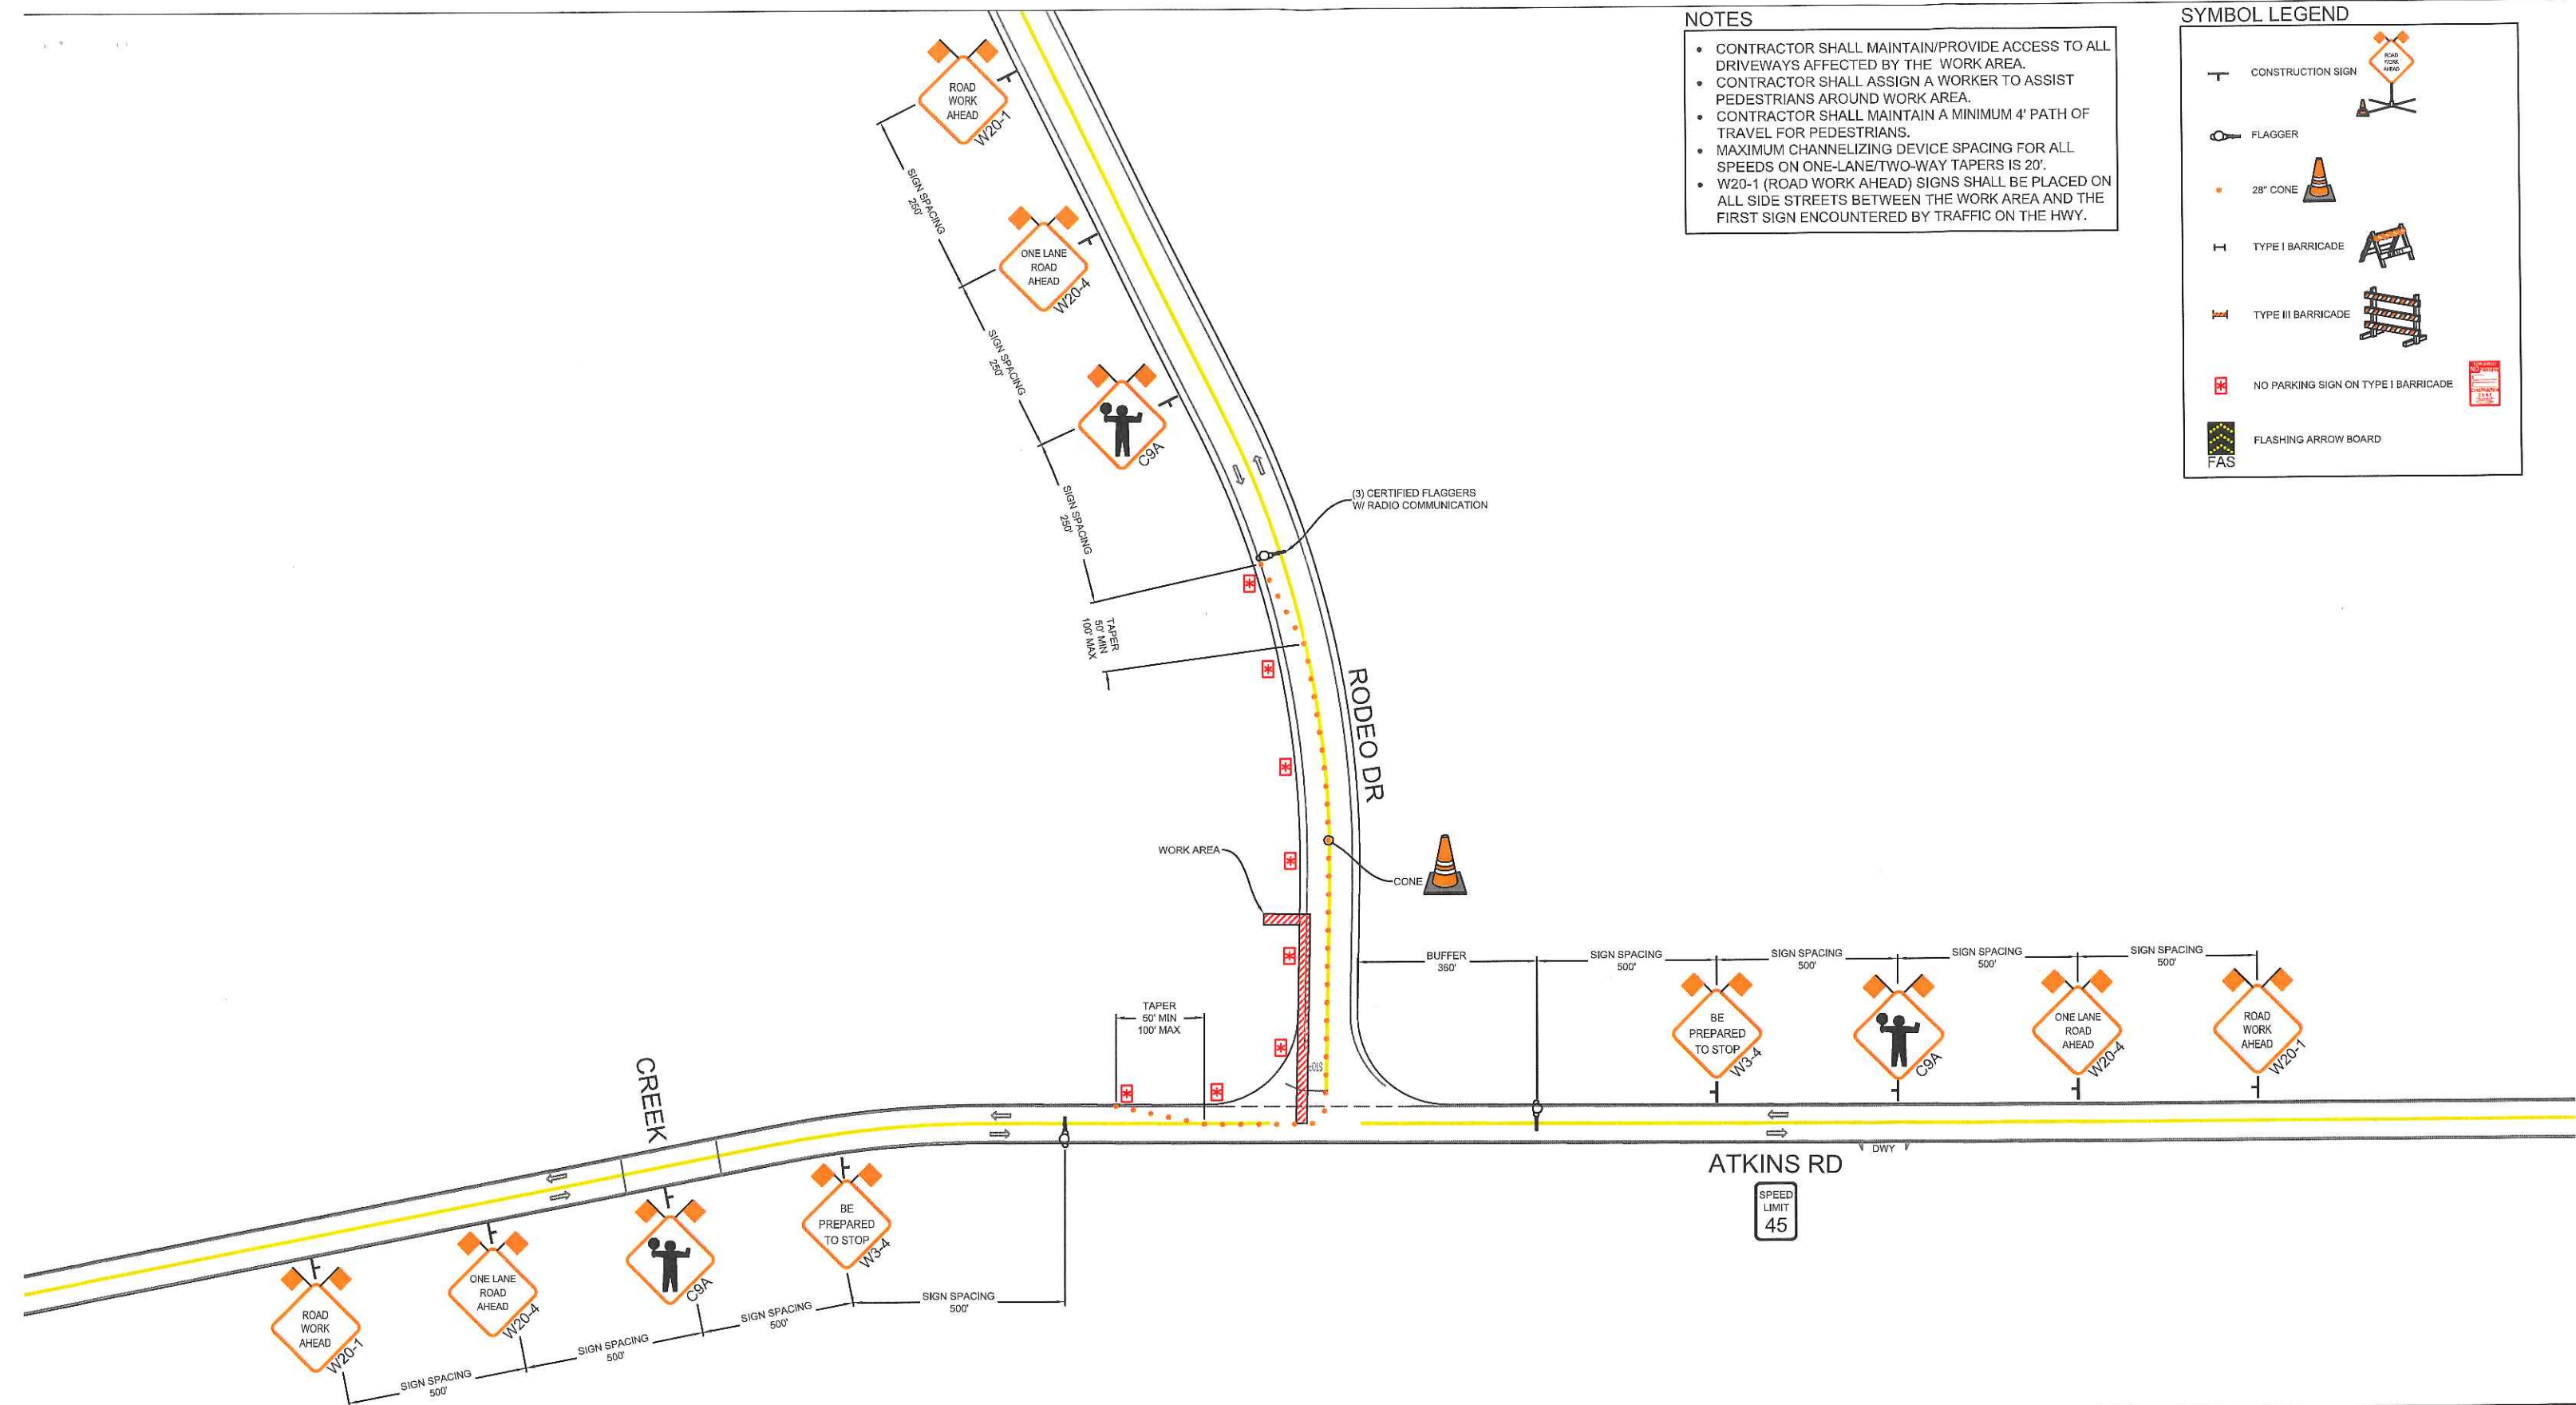 NOTES
• CONTRACTOR SHALL MAINTAIN/PROVIDE ACCESS TO ALL
DRIVEWAYS AFFECTED BY THE WORK AREA.
• CONTRACTOR SHALL ASSIGN A WORKER TO ASSIST
PEDESTRIANS AROUND WORK AREA.
• CONTRACTOR SHALL MAINTAIN A MINIMUM 4' PATH OF
TRAVEL FOR PEDESTRIANS.
• MAXIMUM CHANNELIZING DEVICE SPACING FOR ALL
SPEEDS ON ONE-LANE/TWO-WAY TAPERS IS 20'.
• W20-1 (ROAD WORK AHEAD) SIGNS SHALL BE PLACED ON
ALL SIDE STREETS BETWEEN THE WORK AREA AND THE
FIRST SIGN ENCOUNTERED BY TRAFFIC ON THE HWY.
SYMBOL LEGEND
CONSTRUCTION SIGN
ROAD
WORK
AHEAD
FLAGGER
28" CONE
TYPE I BARRICADE
TYPE III BARRICADE
NO PARKING SIGN ON TYPE I BARRICADE
NO
FLASHING ARROW BOARD
FAS
ROAD
WORK
AHEAD
W20-1
SIGN SPACING
250'
ONE LANE
ROAD
AHEAD
W20-4
SIGN SPACING
250'
C9A
SIGN SPACING
250'
(3) CERTIFIED FLAGGERS
W/ RADIO COMMUNICATION
TAPER
50' MIN
100' MAX
RODEO DR
WORK AREA
CONE
STOP
TAPER
50' MIN
100' MAX
BUFFER
360'
SIGN SPACING
500'
SIGN SPACING
500'
SIGN SPACING
500'
SIGN SPACING
500'
BE
PREPARED
TO STOP
W3-4
C9A
ONE LANE
ROAD
AHEAD
W20-4
ROAD
WORK
AHEAD
W20-1
DWY
ATKINS RD
SPEED
LIMIT
45
CREEK
BE
PREPARED
TO STOP
W3-4
C9A
ONE LANE
ROAD
AHEAD
W20-4
ROAD
WORK
AHEAD
W20-1
SIGN SPACING
500'
SIGN SPACING
500'
SIGN SPACING
500'
SIGN SPACING
500'